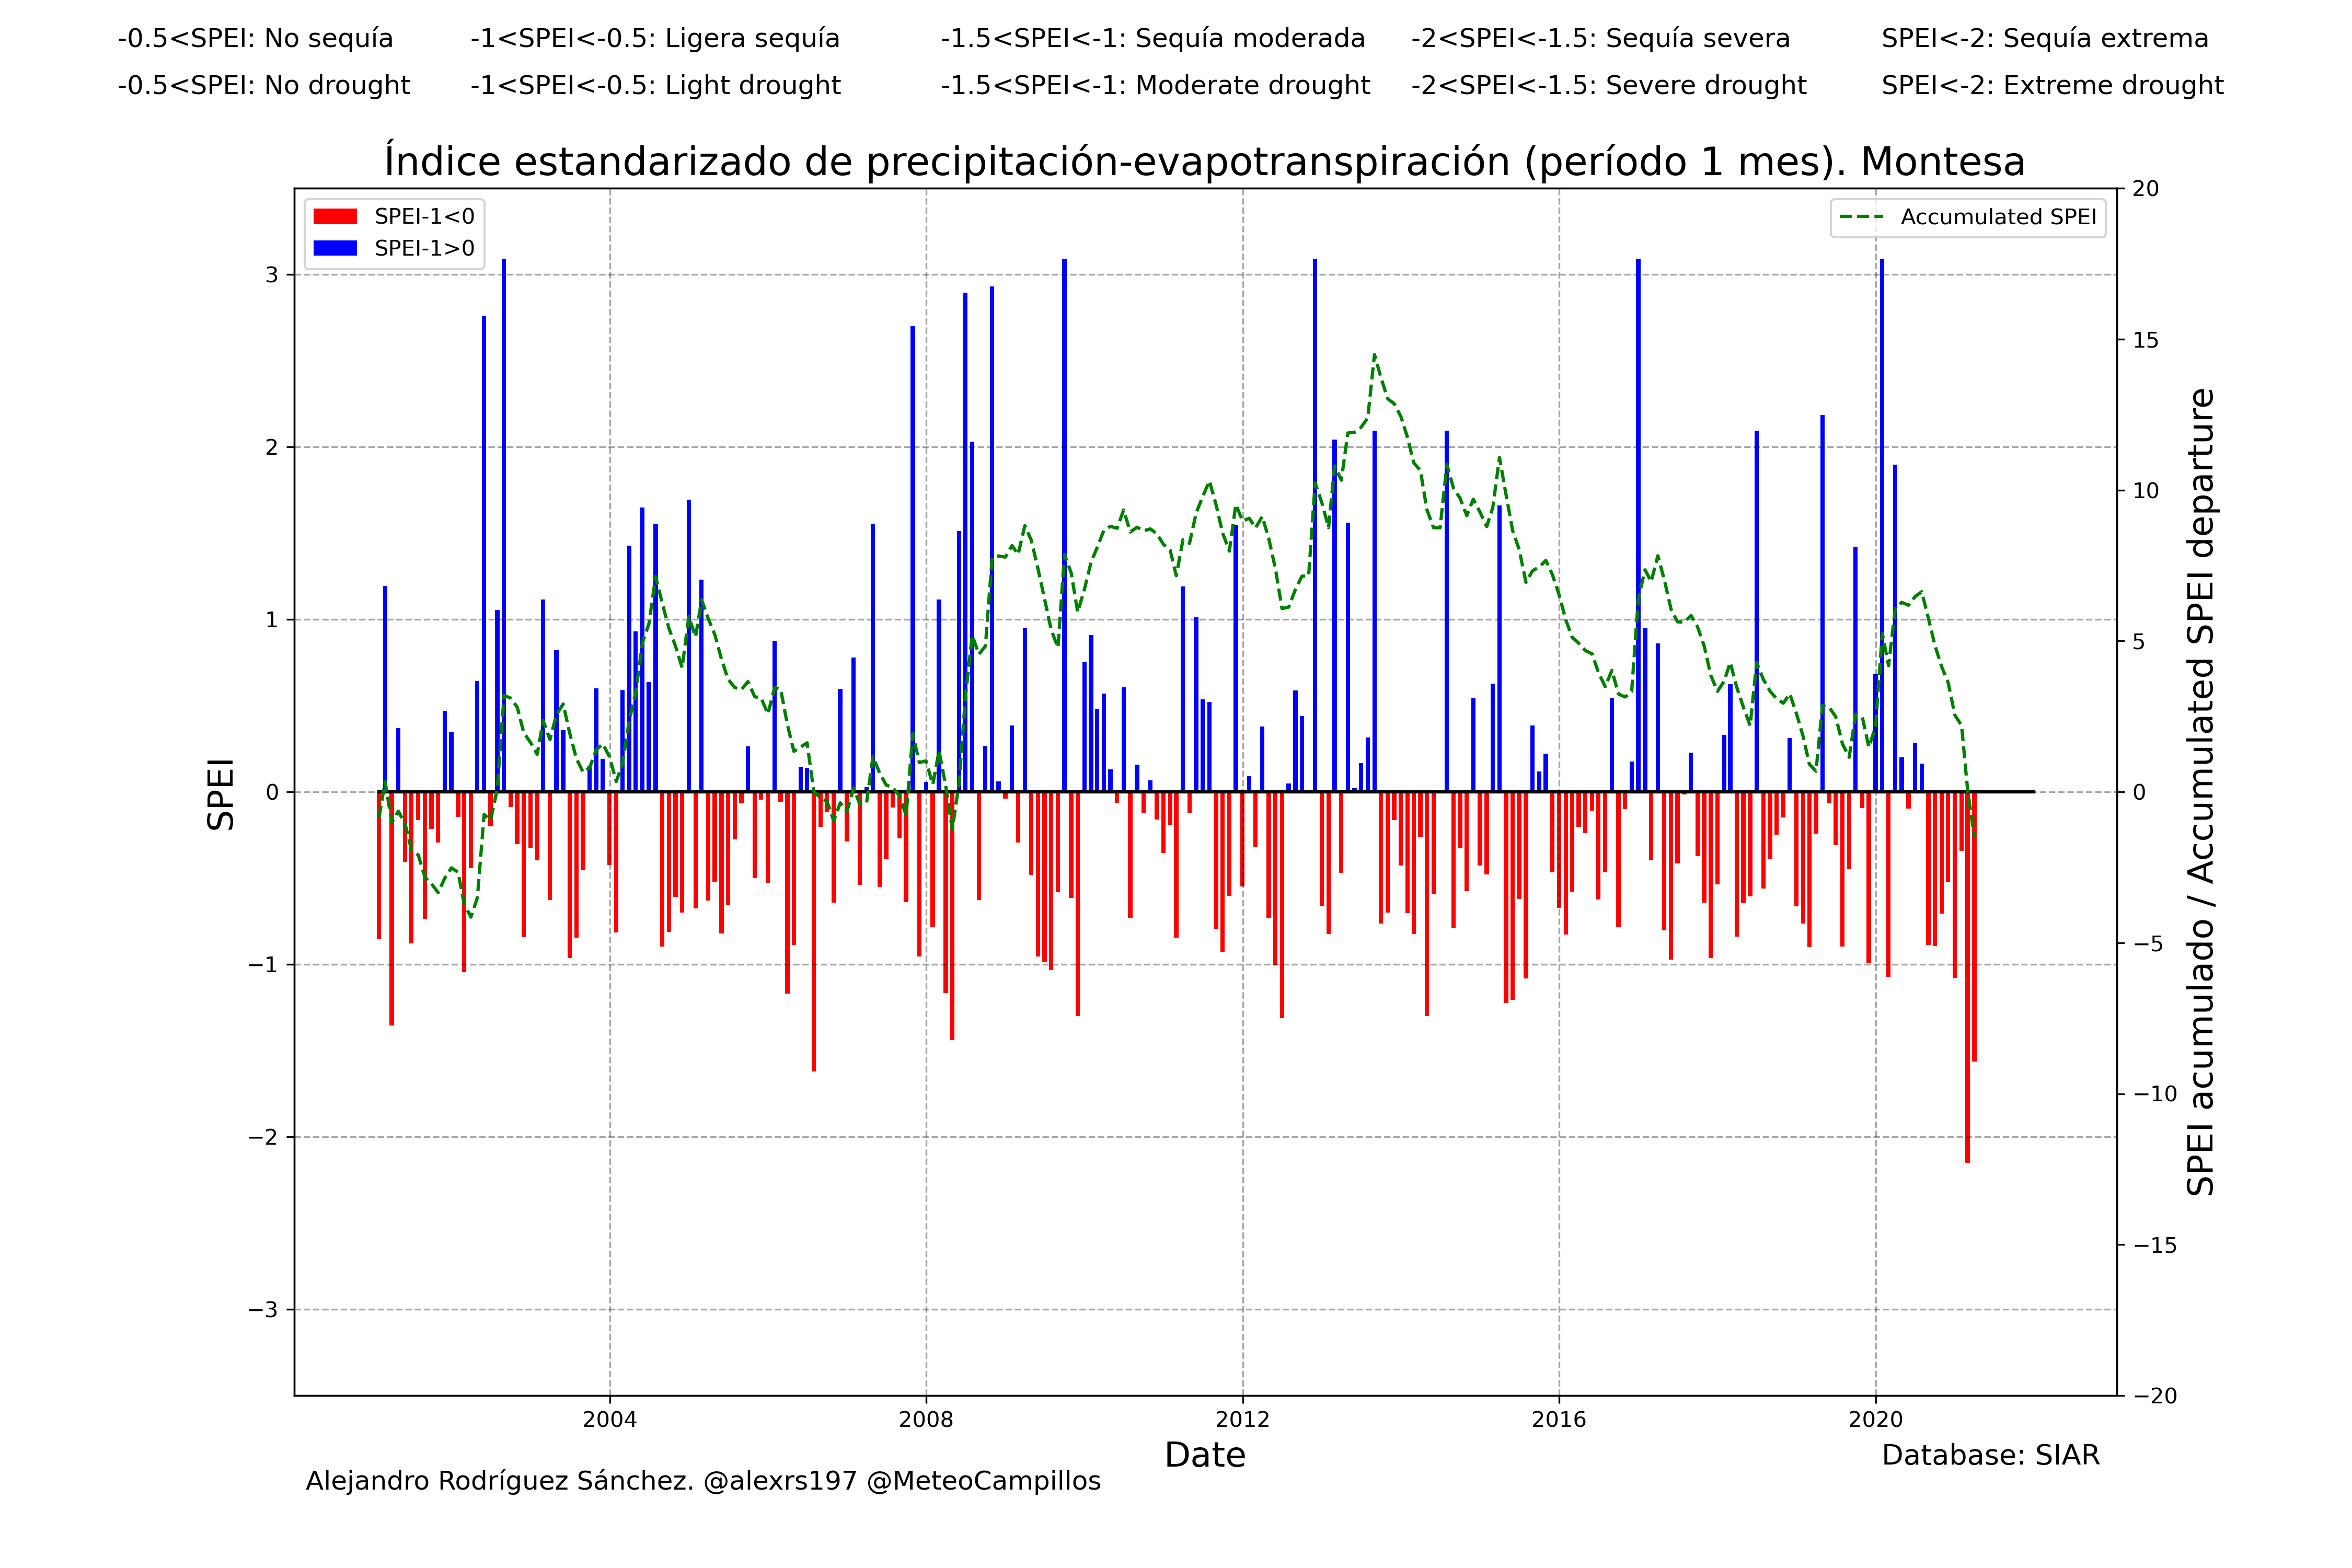 -0.5<SPEI: No sequía -1<SPEI<-0.5: Ligera sequía -1.5<SPEI<-1: Sequía moderada -2<SPEI<-1.5: Sequía severa SPEI<-2: Sequía extrema
-0.5<SPEI: No drought -1<SPEI<-0.5: Light drought -1.5<SPEI<-1: Moderate drought -2<SPEI<-1.5: Severe drought SPEI<-2: Extreme drought
Índice estandarizado de precipitación-evapotranspiración (período 1 mes). Montesa
SPEI-1<0
SPEI-1>0
Accumulated SPEI
SPEI
3
2
1
0
−1
−2
−3
20
15
10
5
0
−5
−10
−15
−20
SPEI acumulado / Accumulated SPEI departure
2004 2008 2012 2016 2020
Date
Database: SIAR
Alejandro Rodríguez Sánchez. @alexrs197 @MeteoCampillos